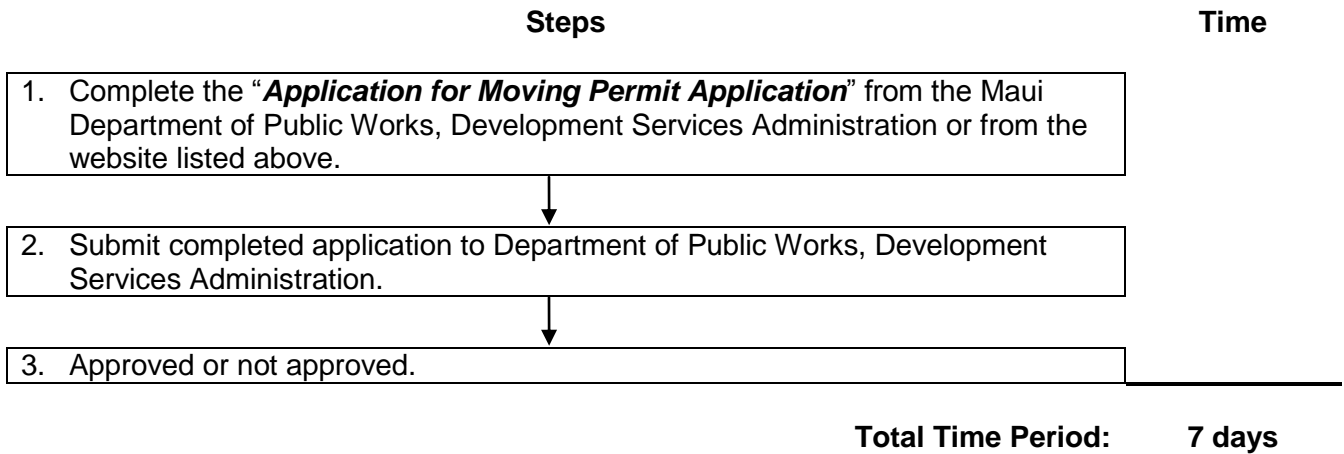 Steps Time
1. Complete the “Application for Moving Permit Application” from the Maui
Department of Public Works, Development Services Administration or from the
website listed above.
2. Submit completed application to Department of Public Works, Development
Services Administration.
3. Approved or not approved.
Total Time Period: 7 days